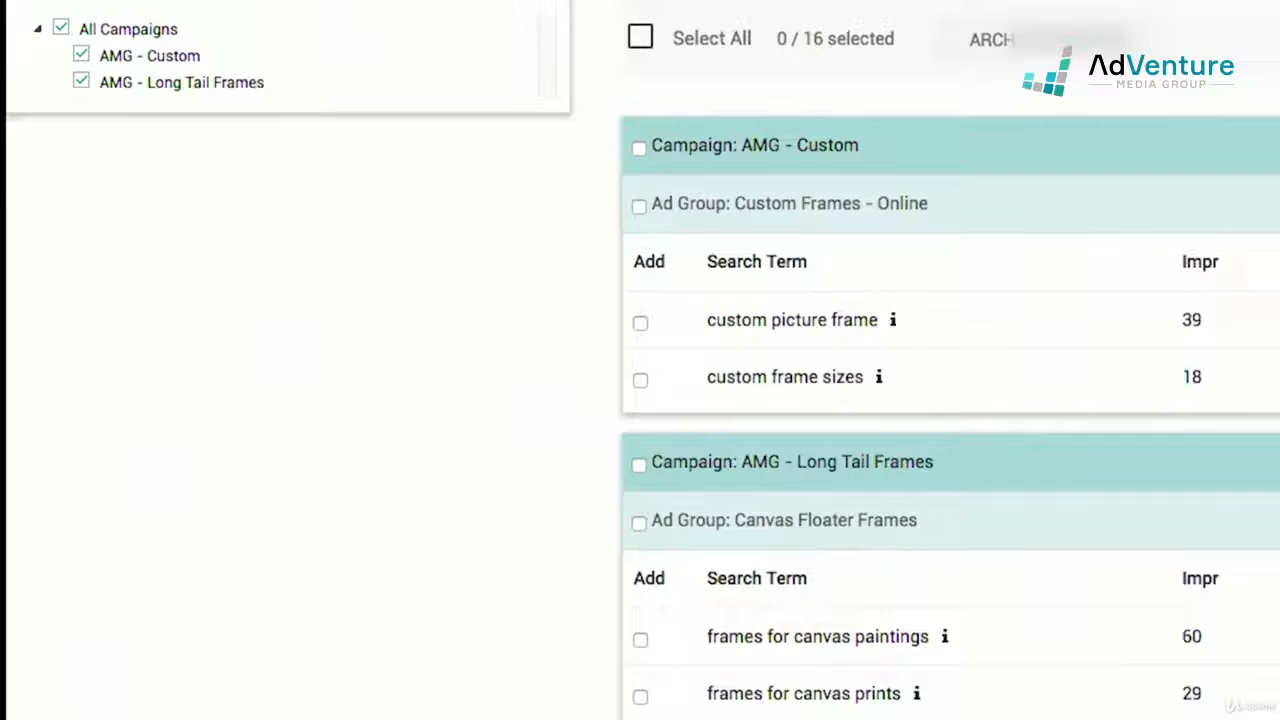 All Campaigns
AMG - Custom
AMG - Long Tail Frames
Select All 0 / 16 selected
AdVenture
MEDIA GROUP
Campaign: AMG - Custom
Ad Group: Custom Frames - Online
Add Search Term Impr
custom picture frame 39
custom frame sizes 18
Campaign: AMG - Long Tail Frames
Ad Group: Canvas Floater Frames
Add Search Term Impr
frames for canvas paintings 60
frames for canvas prints 29